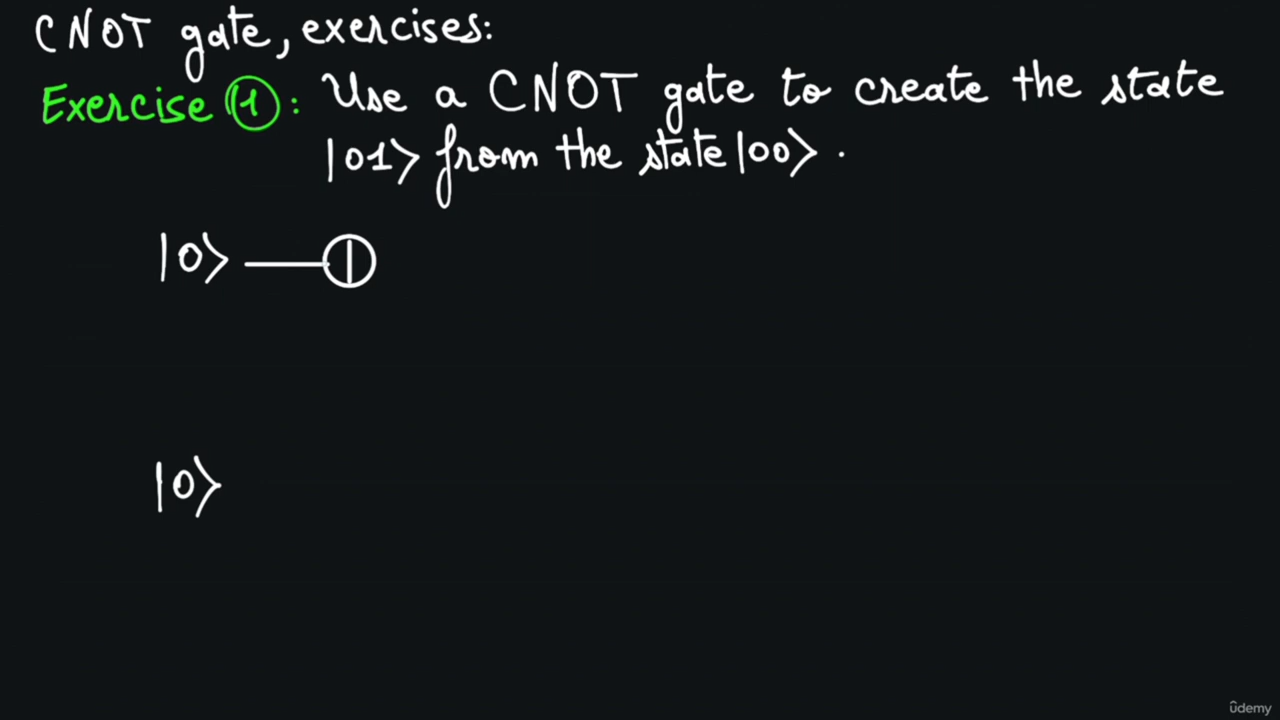 CNOT gate, exercises:
Exercise ①: Use a CNOT gate to create the state
|01⟩ from the state |00⟩.
|0⟩
|0⟩
ûdemy